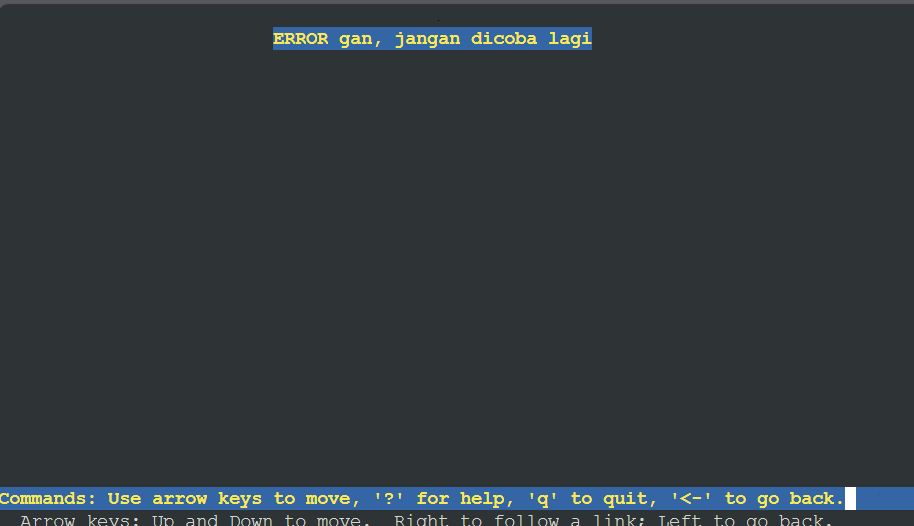 ERROR gan, jangan dicoba lagi
Commands: Use arrow keys to move, '?' for help, 'q' to quit, '<-' to go back.
Arrow keys: Up and Down to move. Right to follow a link; Left to go back.